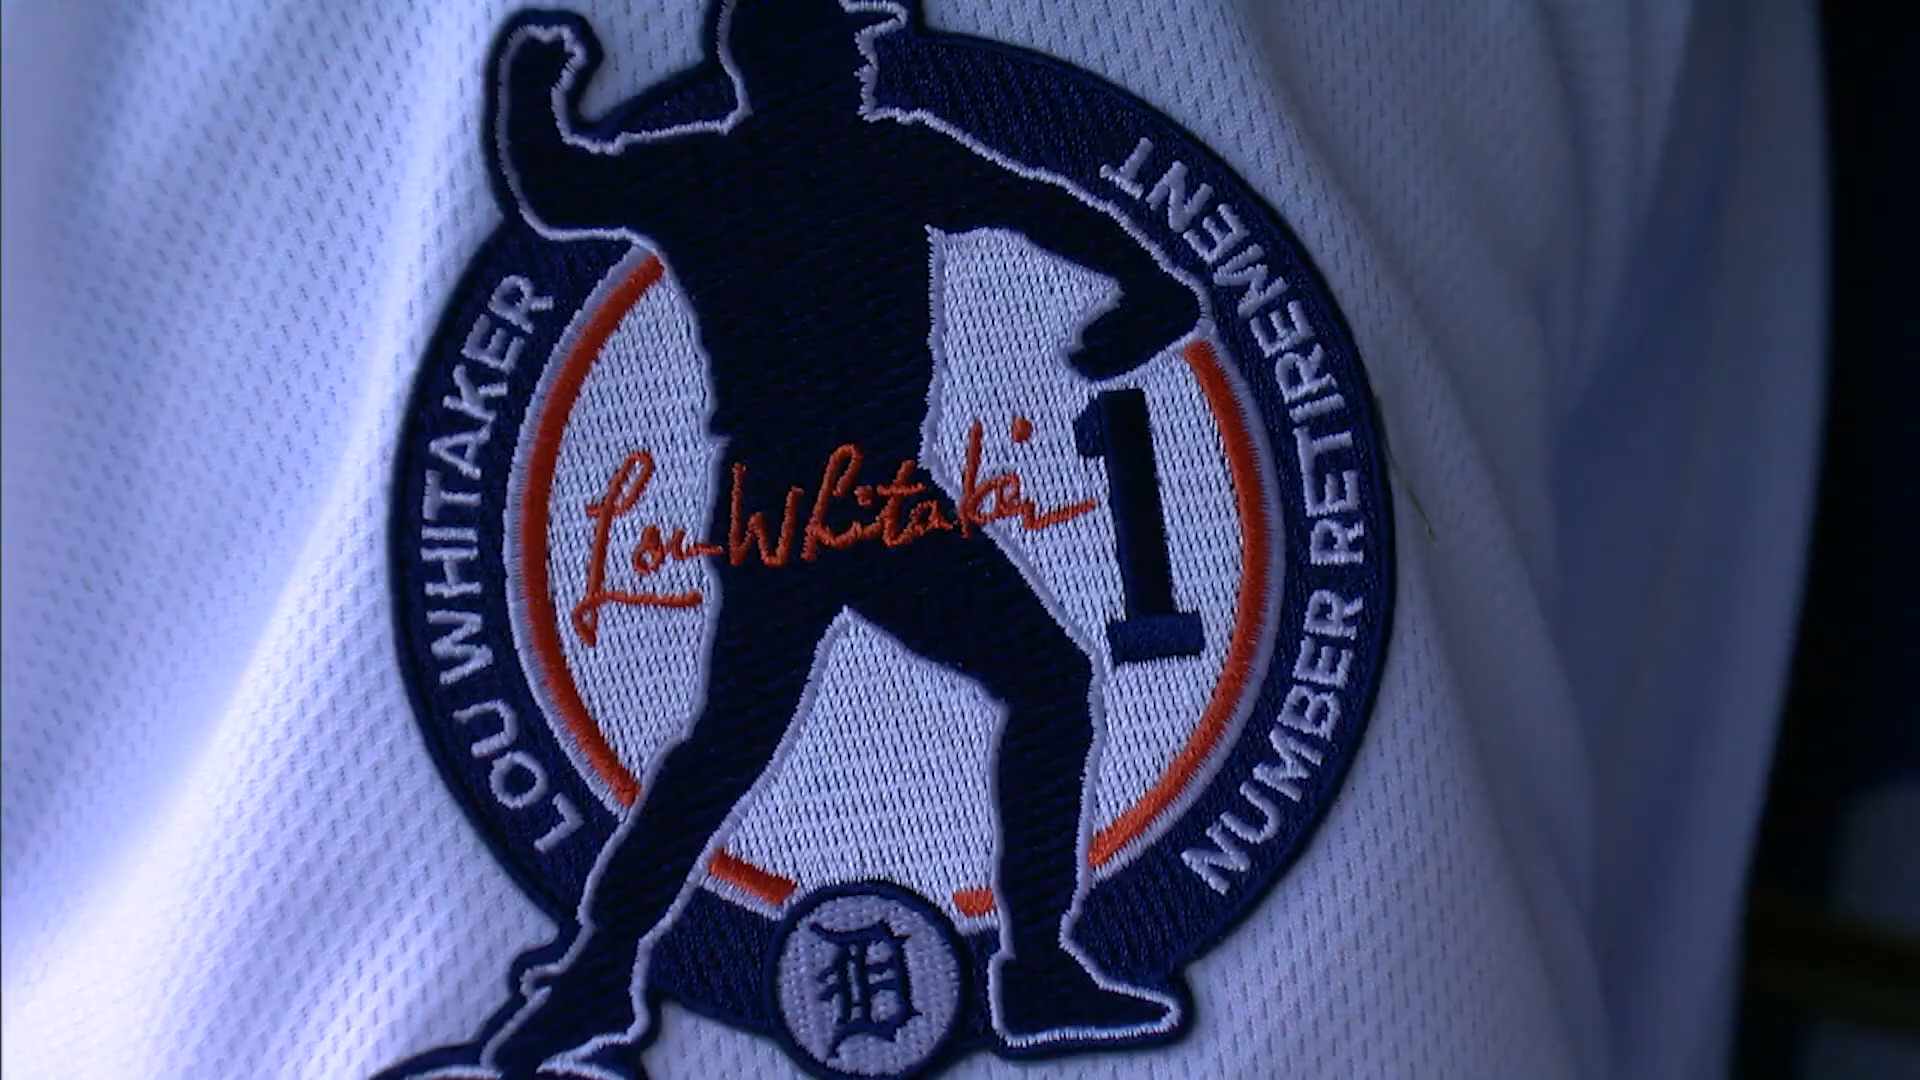 LOU WHITAKER
NUMBER RETIREMENT
Lou Whitaker
1
D